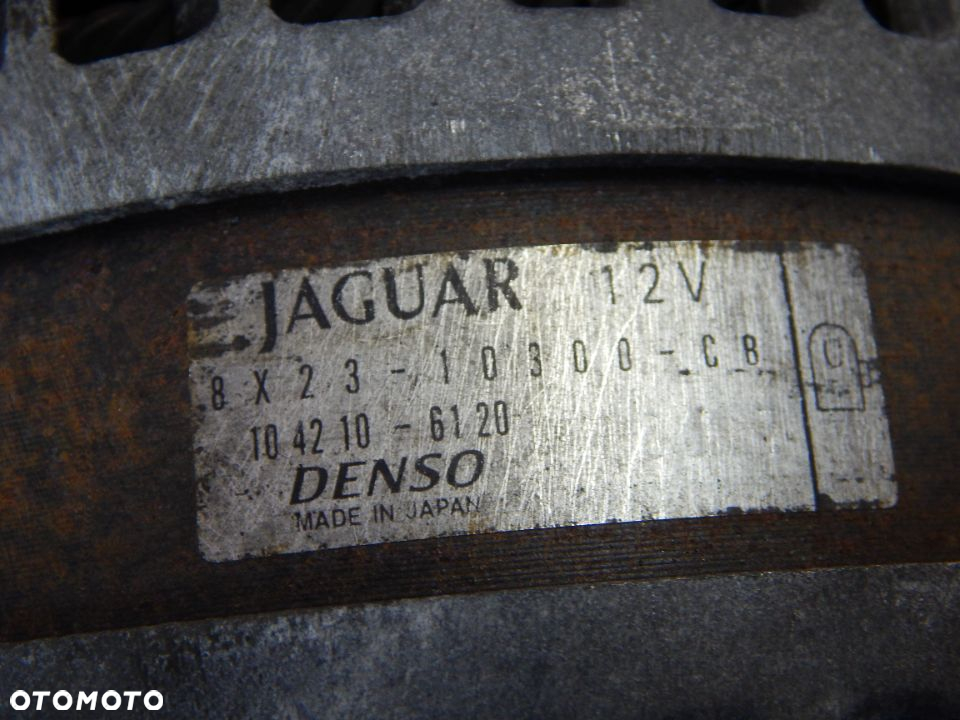 JAGUAR 12V
8X23-10300-CB
104210-6120
DENSO
MADE IN JAPAN
C
OTOMOTO